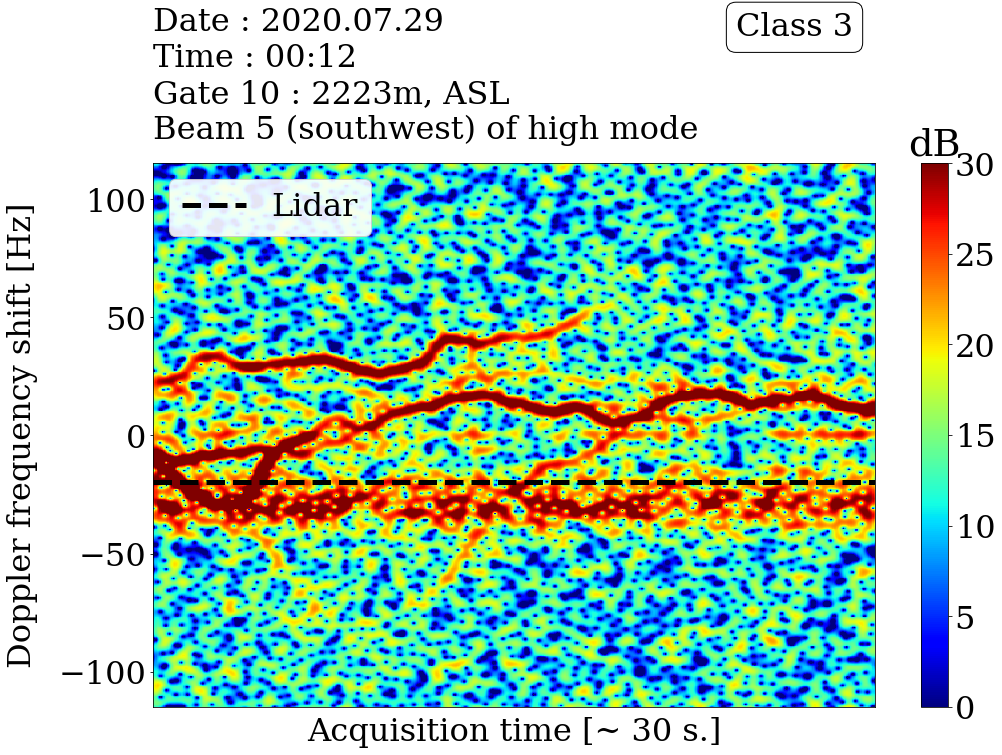 Date : 2020.07.29
Time : 00:12
Gate 10 : 2223m, ASL
Beam 5 (southwest) of high mode
Class 3
dB
Lidar
Doppler frequency shift [Hz]
100
50
0
−50
−100
Acquisition time [~ 30 s.]
30
25
20
15
10
5
0